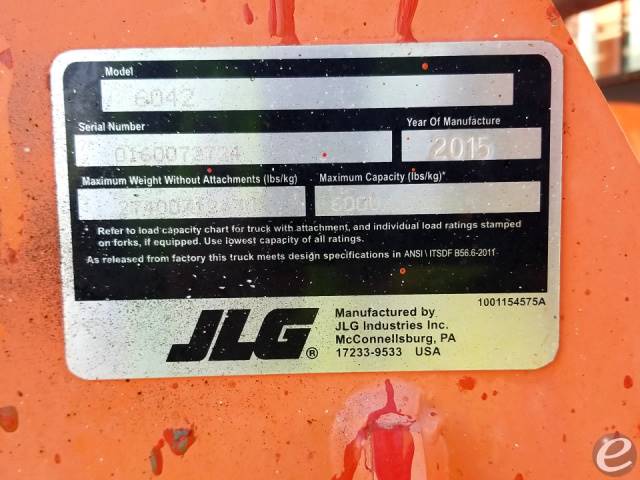 Model
6042
Serial Number
Year Of Manufacture
0160073724
2015
Maximum Weight Without Attachments (lbs/kg)
Maximum Capacity (lbs/kg)*
Refer to load capacity chart for truck with attachment, and individual load ratings stamped
on forks, if equipped. Use lowest capacity of all ratings.
As released from factory this truck meets design specifications in ANSI \ ITSDF B56.6-2011
1001154575A
JLG®
Manufactured by
JLG Industries Inc.
McConnellsburg, PA
17233-9533 USA
e